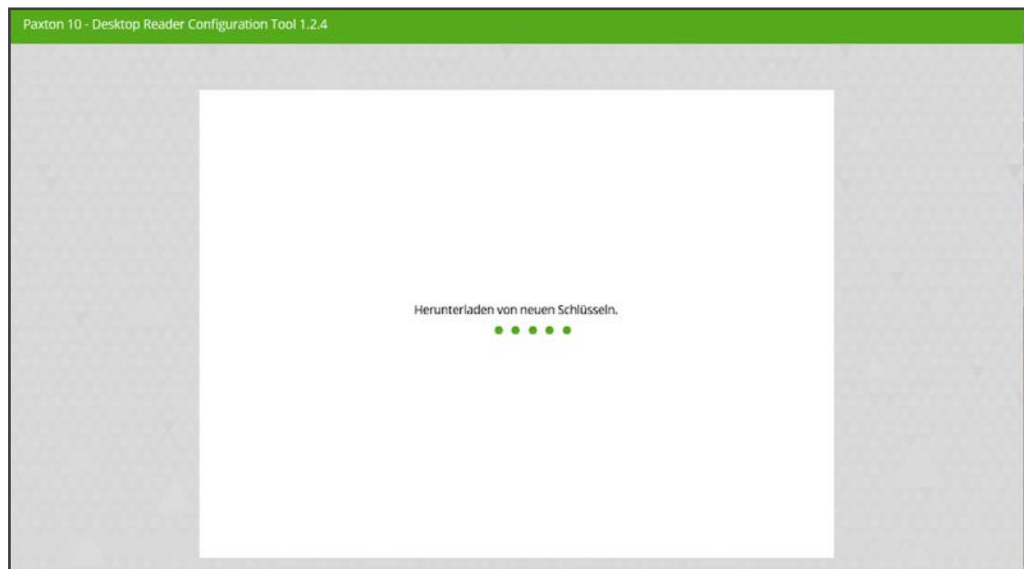 Paxton 10 - Desktop Reader Configuration Tool 1.2.4
Herunterladen von neuen Schlüsseln.